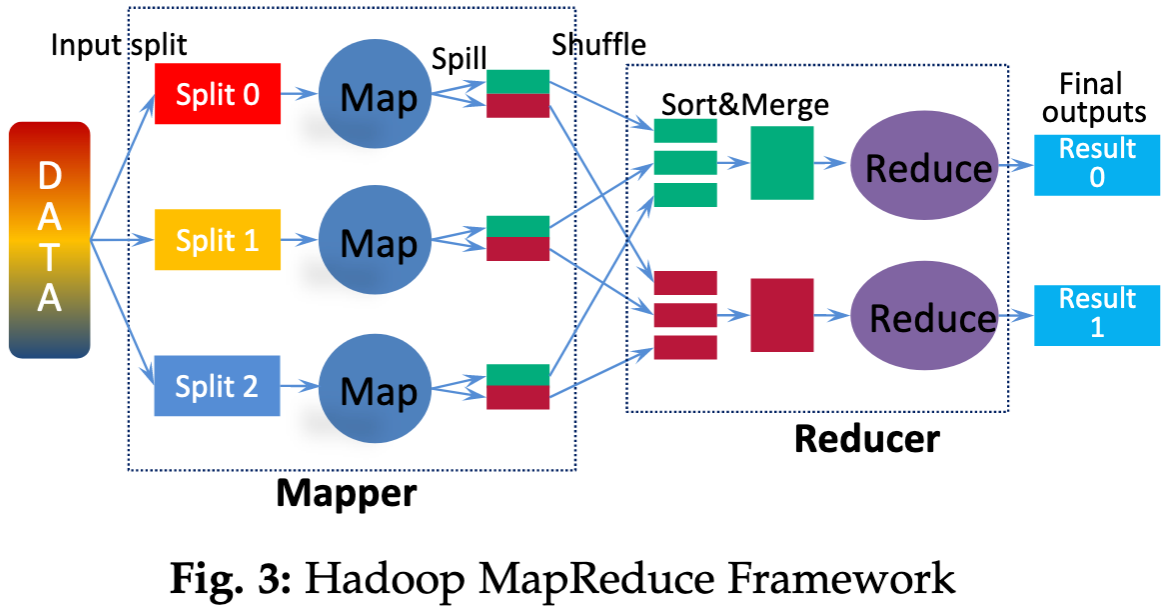 DATA
Input split
Split 0
Map
Spill
Shuffle
Split 1
Map
Split 2
Map
Mapper
Sort&Merge
Reduce
Reduce
Reducer
Final
outputs
Result
0
Result
1
Fig. 3: Hadoop MapReduce Framework